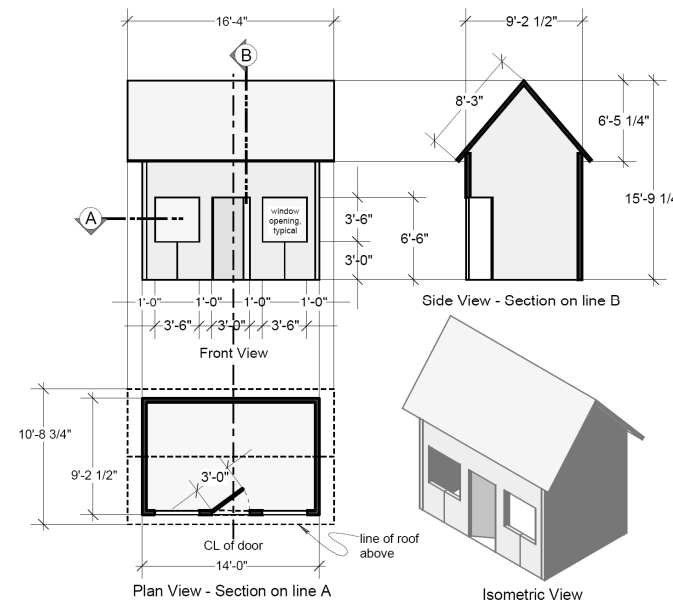 16'-4"
9'-2 1/2"
B
8'-3"
6'-5 1/4"
15'-9 1/4
A
window
opening,
typical
3'-6"
6'-6"
3'-0"
1'-0"
1'-0"
1'-0"
1'-0"
3'-6"
3'-0"
3'-6"
Front View
Side View - Section on line B
10'-8 3/4"
9'-2 1/2"
3'-0"
CL of door
14'-0"
line of roof
above
Plan View - Section on line A
Isometric View